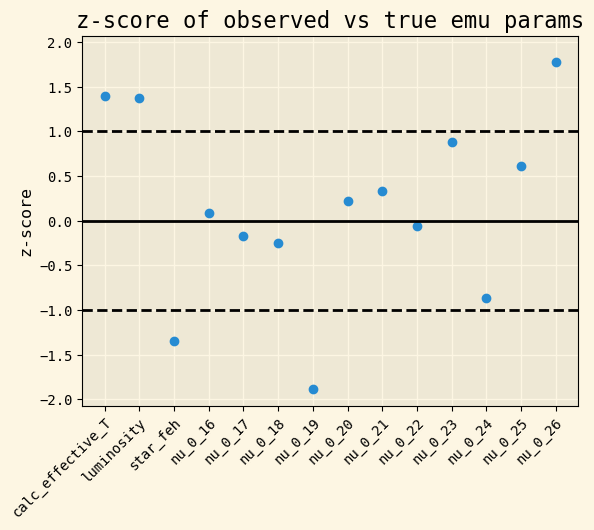 z-score of observed vs true emu params
z-score
2.0
1.5
1.0
0.5
0.0
−0.5
−1.0
−1.5
−2.0
calc_effective_T
luminosity
star_feh
nu_0_16
nu_0_17
nu_0_18
nu_0_19
nu_0_20
nu_0_21
nu_0_22
nu_0_23
nu_0_24
nu_0_25
nu_0_26